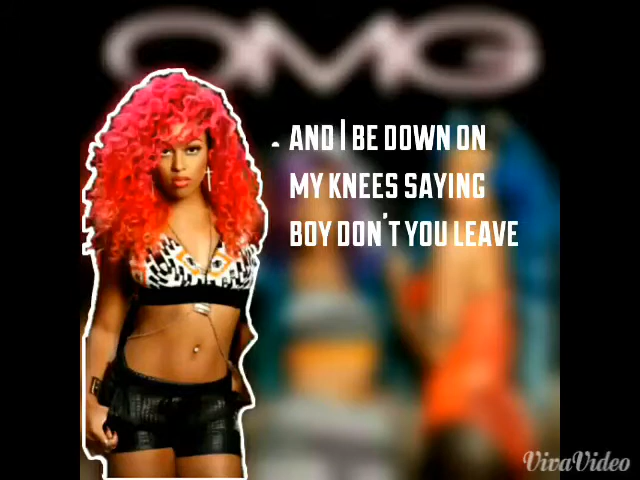 OMG
AND I BE DOWN ON
MY KNEES SAYING
BOY DON'T YOU LEAVE
VivaVideo